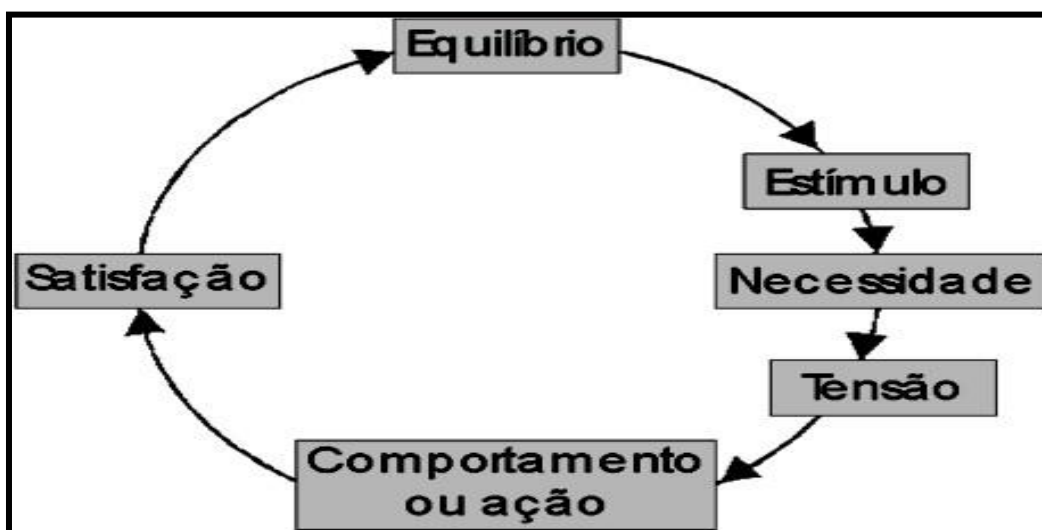 Equilíbrio
Estímulo
Necessidade
Tensão
Comportamento
ou ação
Satisfação